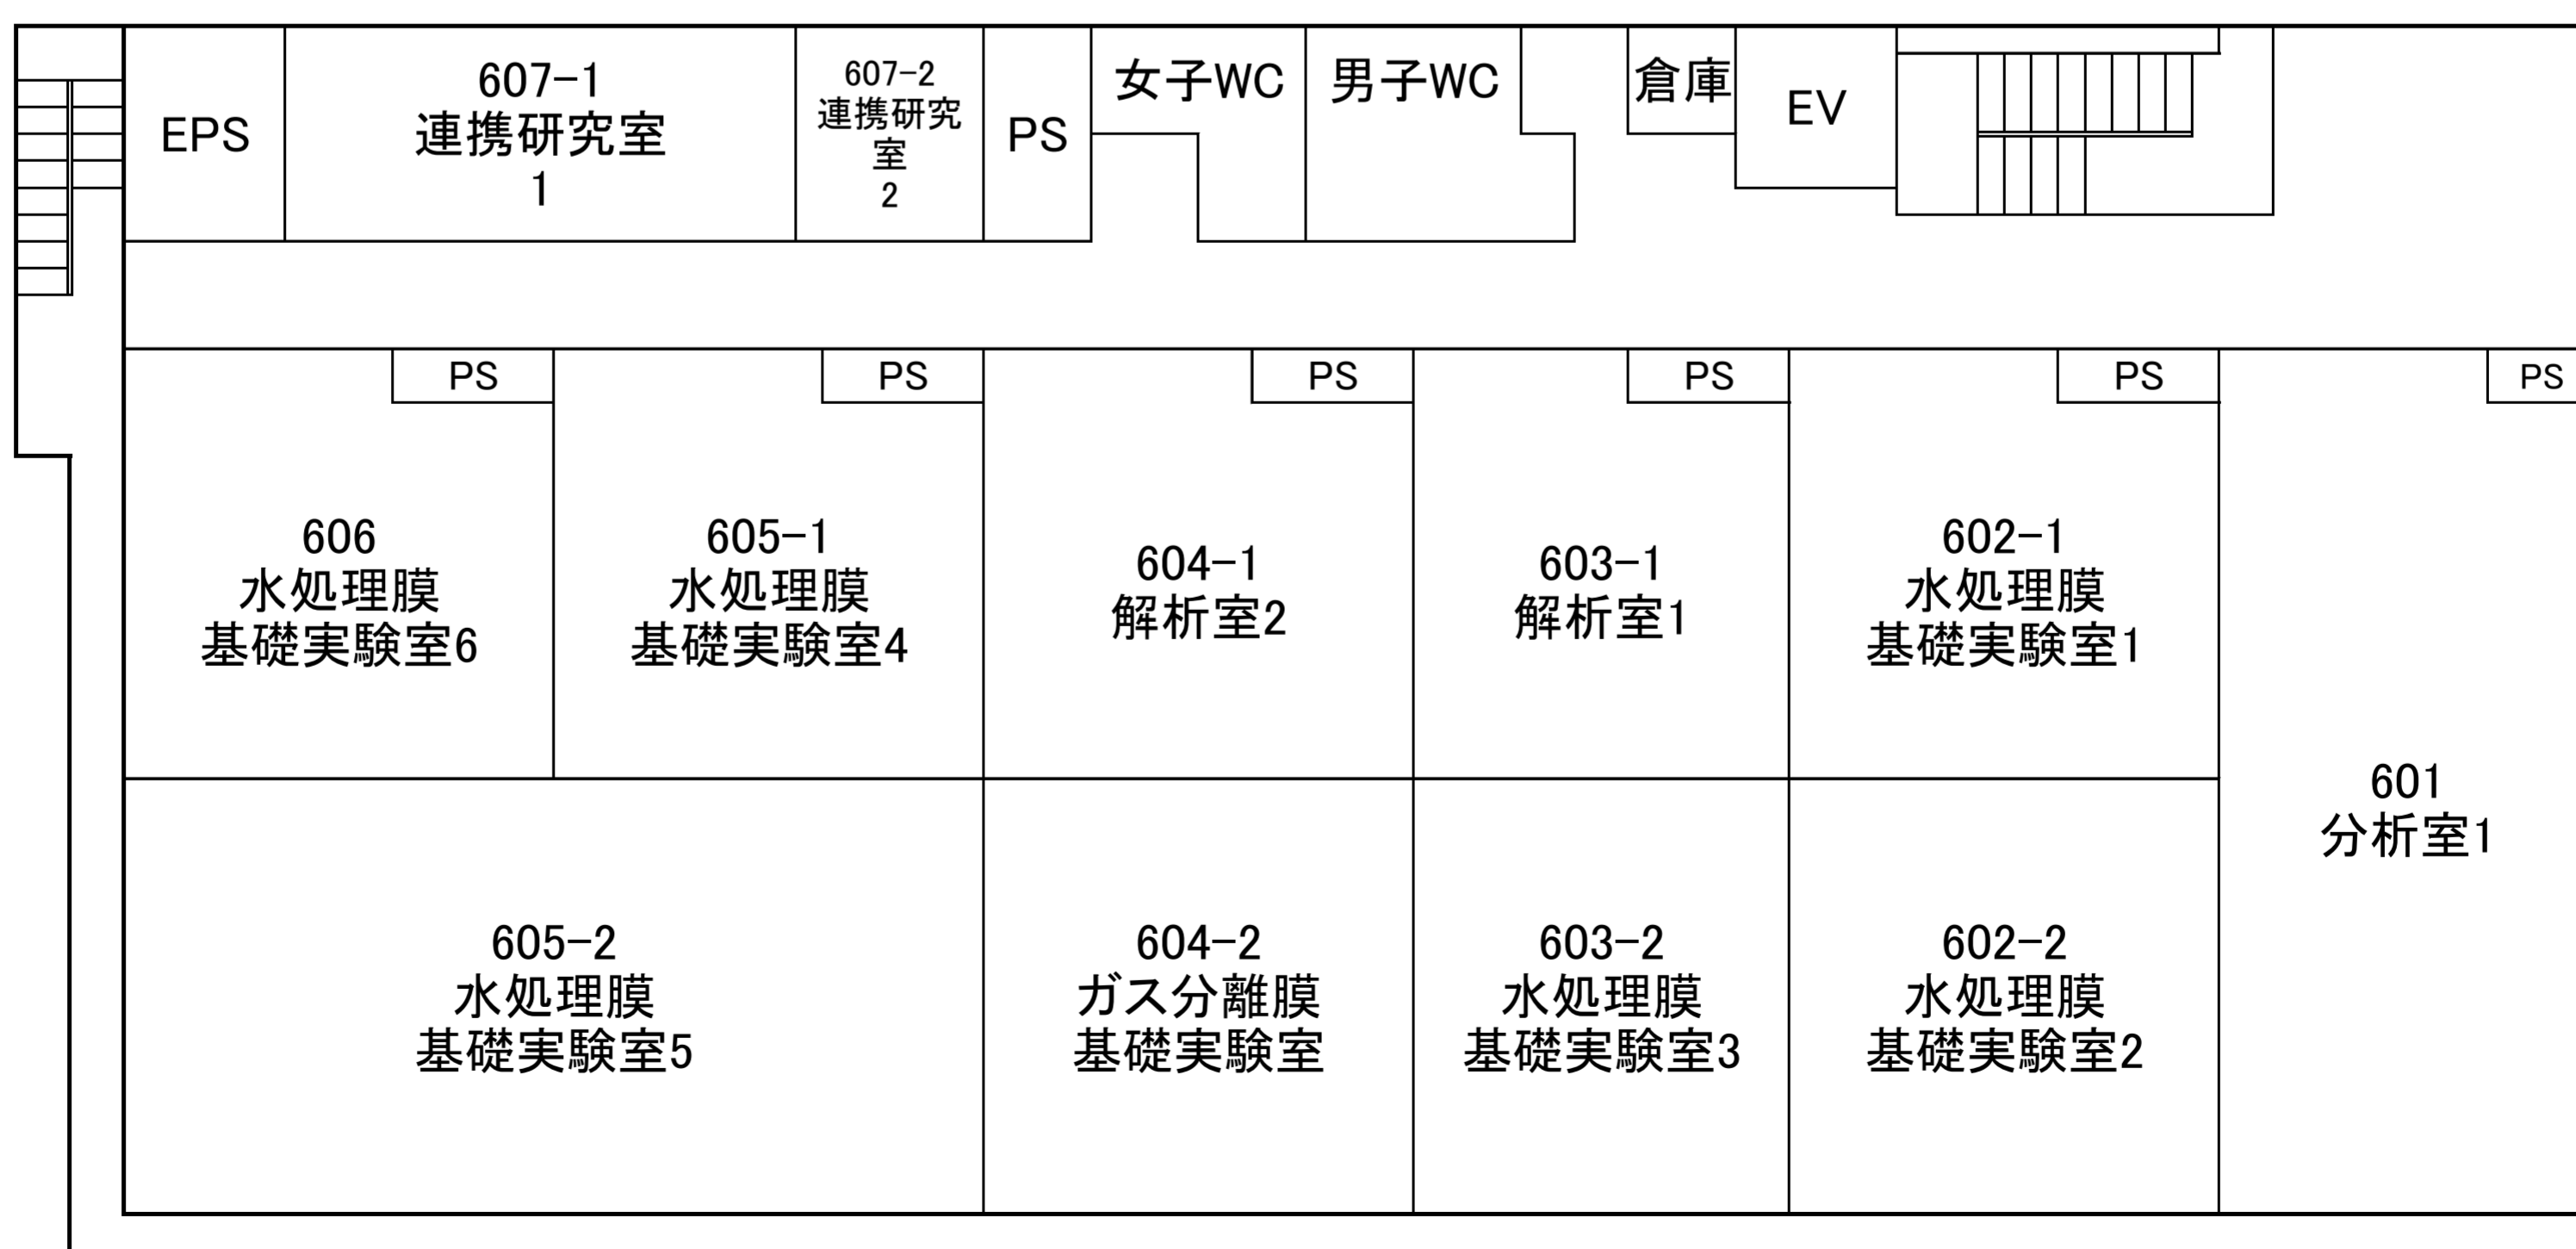 EPS
607-1
連携研究室
1
607-2
連携研究
室
2
PS
女子WC
男子WC
倉庫
EV
PS
PS
PS
PS
PS
PS
606
水処理膜
基礎実験室6
605-1
水処理膜
基礎実験室4
604-1
解析室2
603-1
解析室1
602-1
水処理膜
基礎実験室1
601
分析室1
605-2
水処理膜
基礎実験室5
604-2
ガス分離膜
基礎実験室
603-2
水処理膜
基礎実験室3
602-2
水処理膜
基礎実験室2